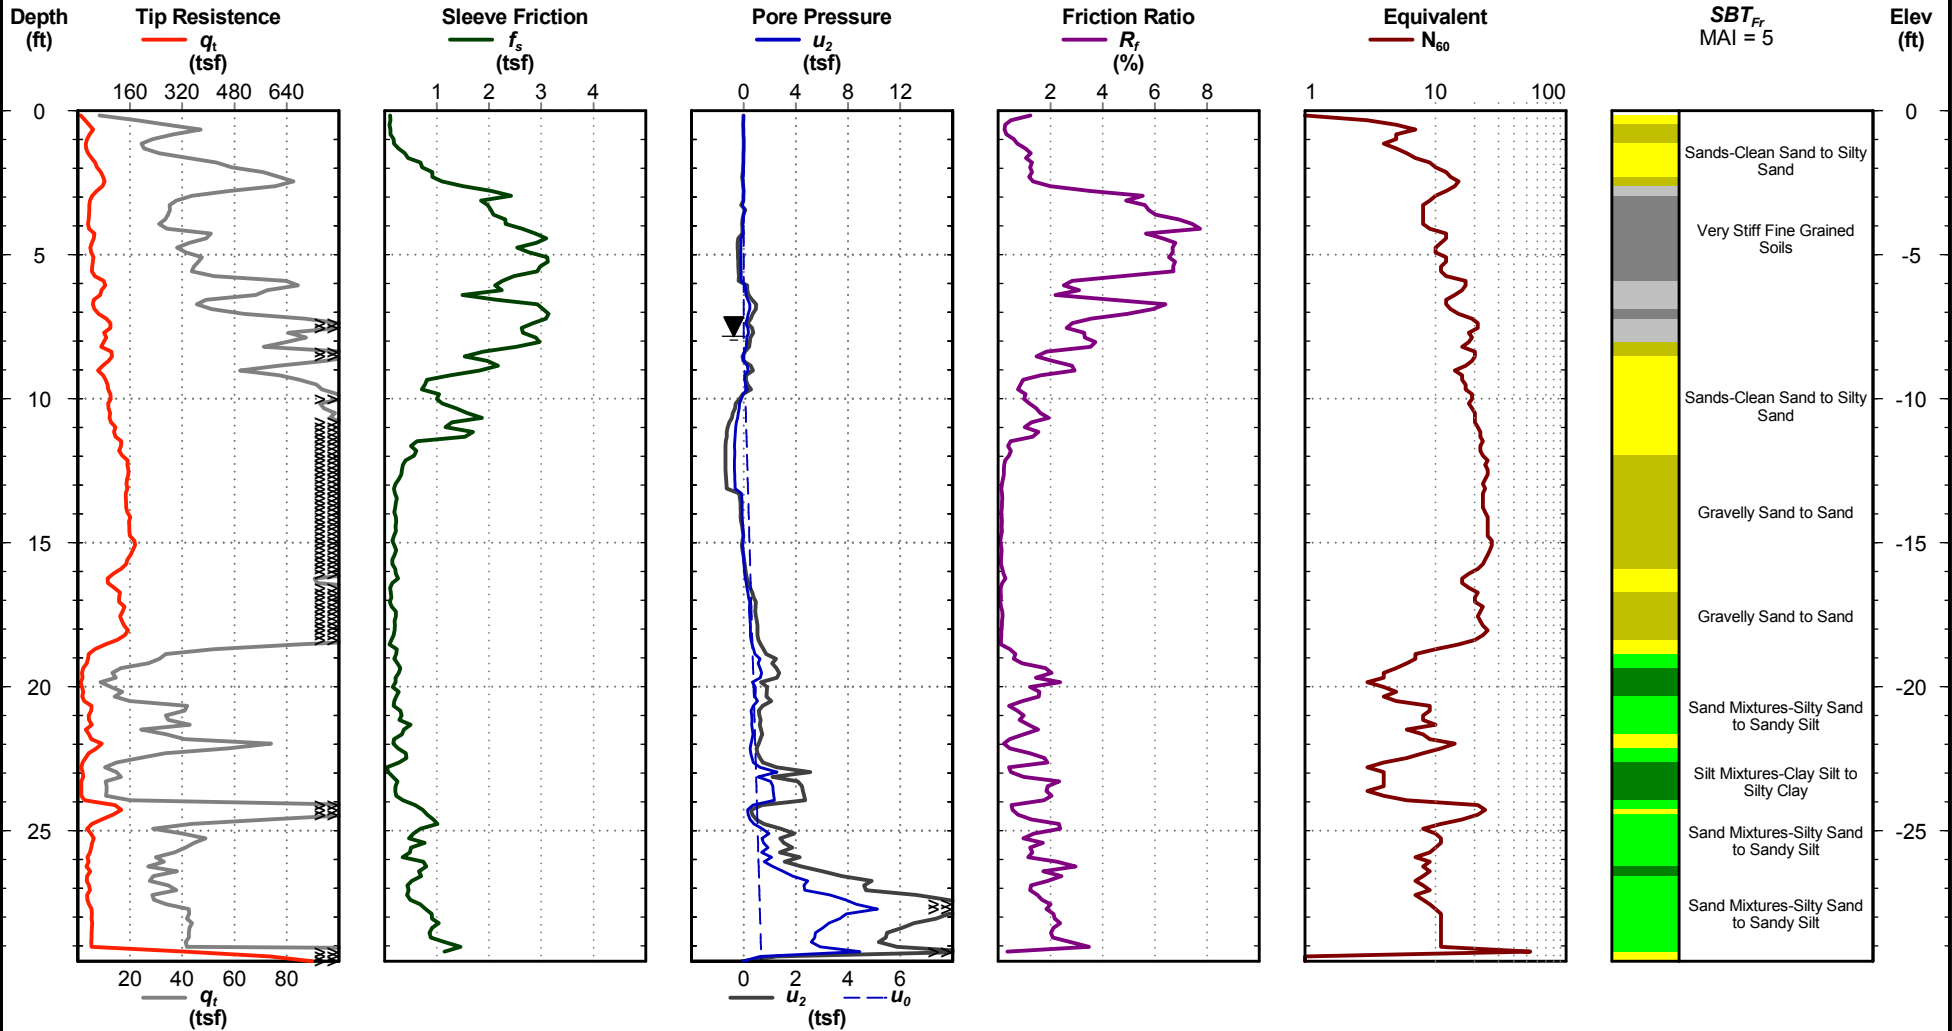 Depth
(ft)
Tip Resistance
qt
(tsf)
160 320 480 640
Sleeve Friction
fs
(tsf)
1 2 3 4
Pore Pressure
u2
(tsf)
0 4 8 12
Friction Ratio
Rf
(%)
2 4 6 8
Equivalent
N60
1 10 100
SBTFr
MAI = 5
Elev
(ft)
0
5
10
15
20
25
>>
>>
>>
>>
>>
>>
>>
Sands-Clean Sand to Silty
Sand
Very Stiff Fine Grained
Soils
Sands-Clean Sand to Silty
Sand
Gravelly Sand to Sand
Gravelly Sand to Sand
Sand Mixtures-Silty Sand
to Sandy Silt
Silt Mixtures-Clay Silt to
Silty Clay
Sand Mixtures-Silty Sand
to Sandy Silt
Sand Mixtures-Silty Sand
to Sandy Silt
0
-5
-10
-15
-20
-25
20 40 60 80
qt
(tsf)
0 2 4 6
u2 u0
(tsf)